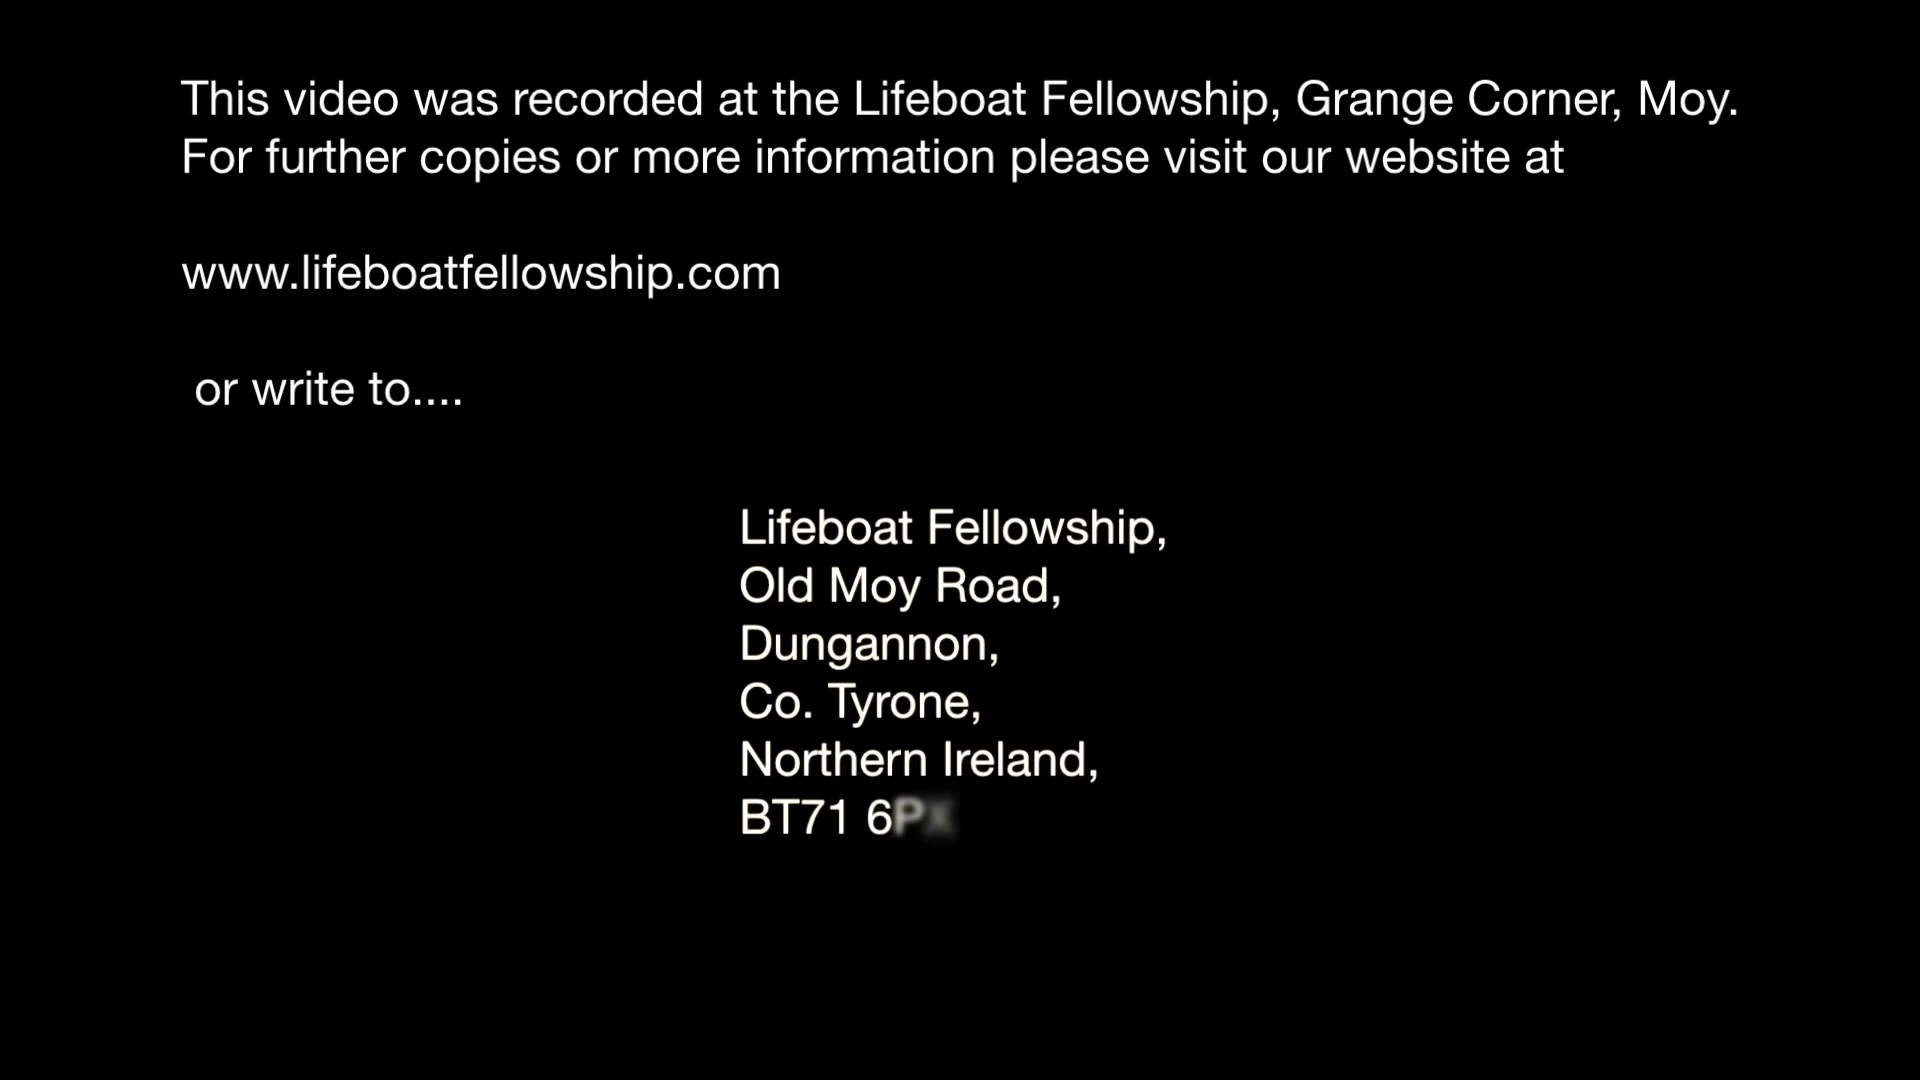 This video was recorded at the Lifeboat Fellowship, Grange Corner, Moy.
For further copies or more information please visit our website at
www.lifeboatfellowship.com
or write to....
Lifeboat Fellowship,
Old Moy Road,
Dungannon,
Co. Tyrone,
Northern Ireland,
BT71 6PX